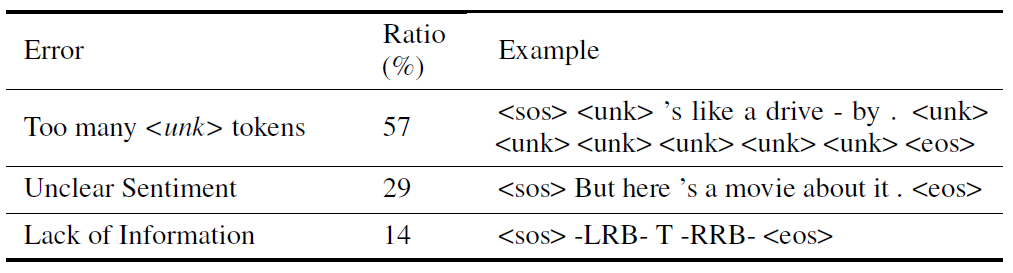 Error Ratio (%) Example
Too many <unk> tokens 57 <sos> <unk> ’s like a drive - by . <unk>
<unk> <unk> <unk> <unk> <unk> <eos>
Unclear Sentiment 29 <sos> But here ’s a movie about it . <eos>
Lack of Information 14 <sos> -LRB- T -RRB- <eos>